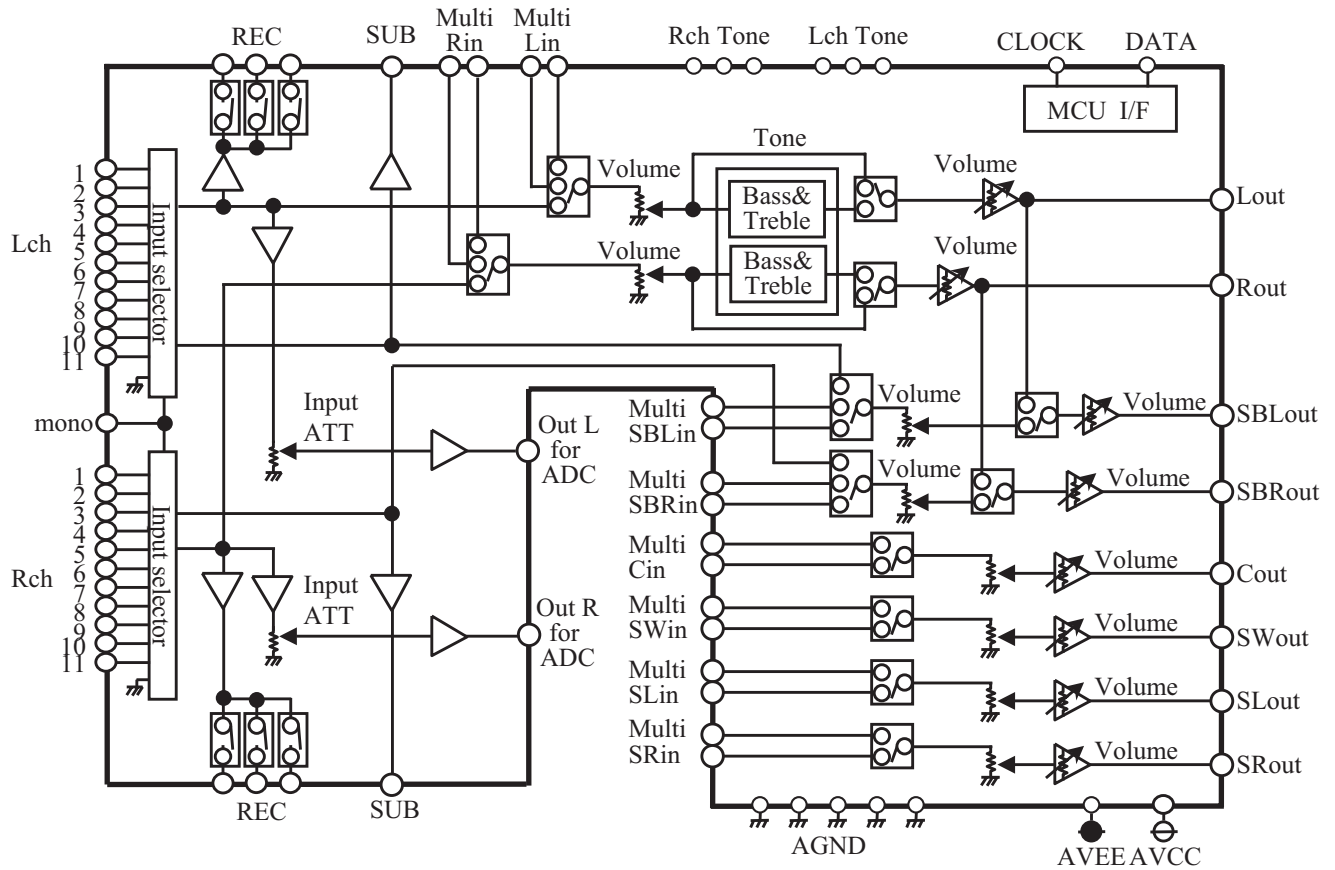 REC
SUB
Multi
Rin
Multi
Lin
Rch Tone
Lch Tone
CLOCK
DATA
MCU I/F
Tone
Volume
Volume
Bass&
Treble
Volume
Lout
Volume
Bass&
Treble
Rout
Lch
1
2
3
4
5
6
7
8
9
10
11
Input selector
mono
Input
ATT
Out L
for
ADC
Multi
SBLin
Volume
Volume
SBLout
Multi
SBRin
Volume
Volume
SBRout
Rch
1
2
3
4
5
6
7
8
9
10
11
Input selector
Input
ATT
Out R
for
ADC
Multi
Cin
Volume
Cout
Multi
SWin
Volume
SWout
Multi
SLin
Volume
SLout
Multi
SRin
Volume
SRout
REC
SUB
AGND
AVEE
AVCC